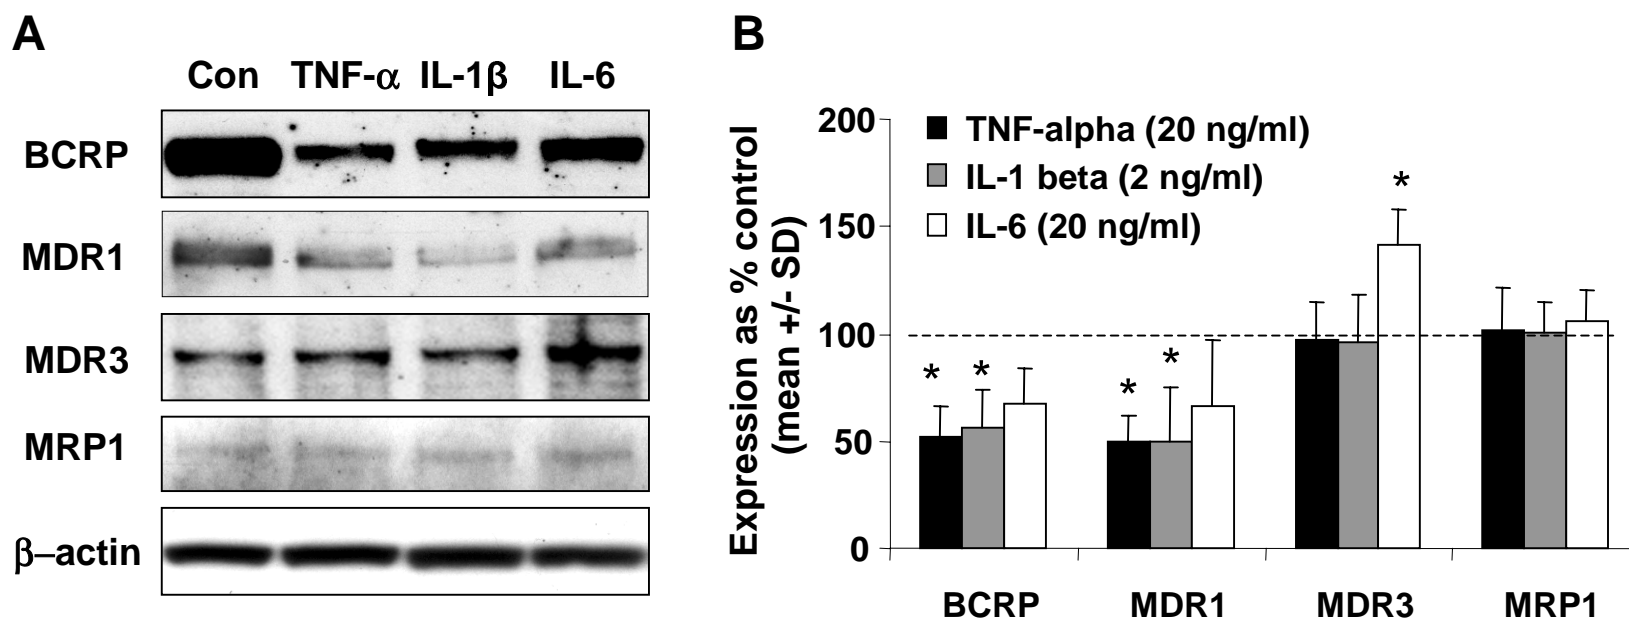 A
Con TNF-α IL-1β IL-6
BCRP
MDR1
MDR3
MRP1
β–actin
B
Expression as % control
(mean +/- SD)
200
150
100
50
0
TNF-alpha (20 ng/ml)
IL-1 beta (2 ng/ml)
IL-6 (20 ng/ml)
* * * * *
BCRP MDR1 MDR3 MRP1